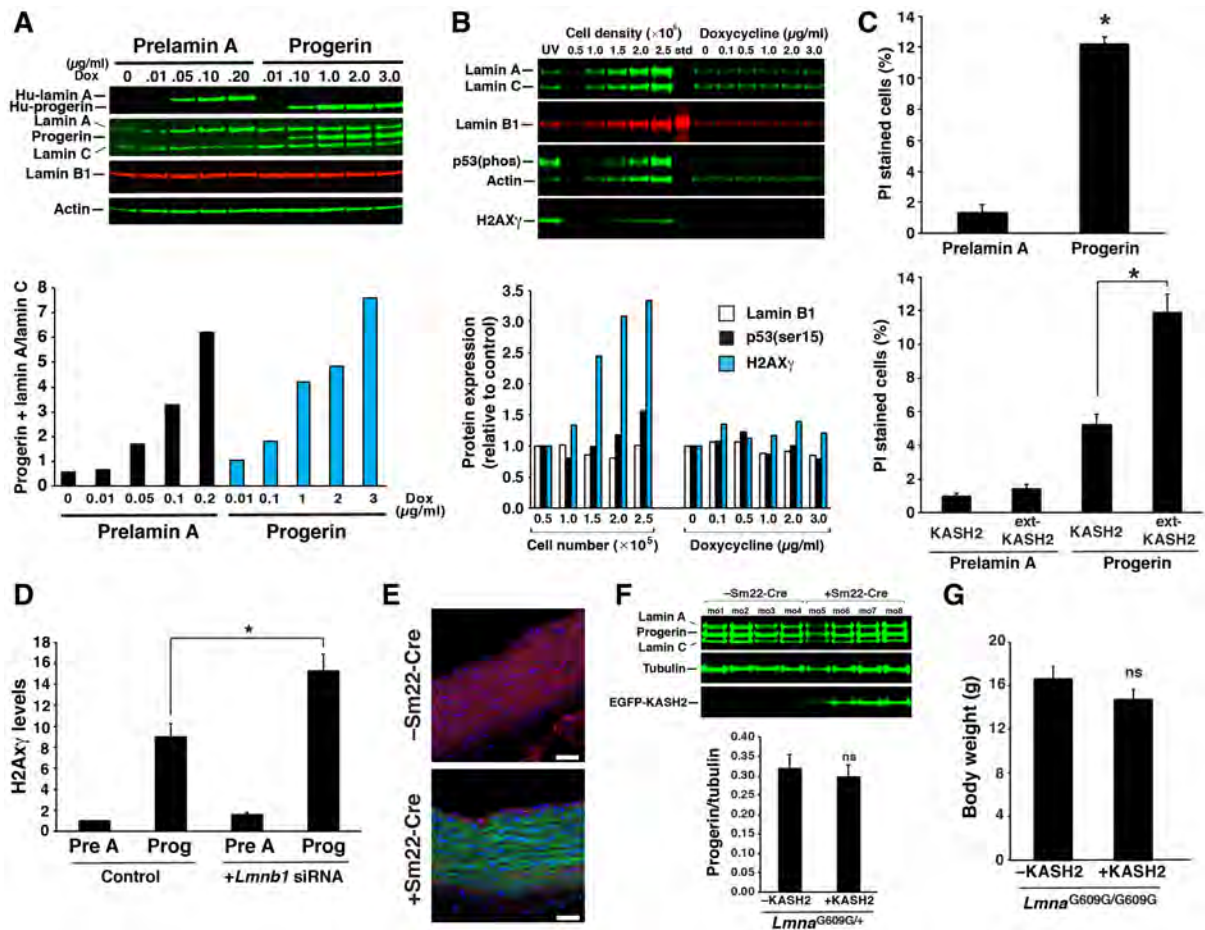 A
Prelamin A Progerin
(µg/ml)
Dox 0 .01 .05 .10 .20 .01 .10 1.0 2.0 3.0
Hu-lamin A
Hu-progerin
Lamin A
Progerin
Lamin C
Lamin B1
Actin
Progerin + lamin A/lamin C
8
7
6
5
4
3
2
1
0
0 0.01 0.05 0.1 0.2 0.01 0.1 1 2 3 Dox
(µg/ml)
Prelamin A Progerin
B
Cell density (×10⁵) Doxycycline (µg/ml)
UV 0.5 1.0 1.5 2.0 2.5 std 0 0.1 0.5 1.0 2.0 3.0
Lamin A
Lamin C
Lamin B1
p53(phos)
Actin
H2AXγ
Protein expression
(relative to control)
3.5
3.0
2.5
2.0
1.5
1.0
0.5
0.0
Lamin B1
p53(ser15)
H2AXγ
0.5 1.0 1.5 2.0 2.5 0 0.1 0.5 1.0 2.0 3.0
Cell number (×10⁵) Doxycycline (µg/ml)
C
PI stained cells (%)
14
12
10
8
6
4
2
0
*
Prelamin A Progerin
PI stained cells (%)
14
12
10
8
6
4
2
0
*
KASH2 ext-KASH2 KASH2 ext-KASH2
Prelamin A Progerin
D
H2Axγ levels
18
16
14
12
10
8
6
4
2
0
*
Pre A Prog Pre A Prog
Control +Lmnb1 siRNA
E
–Sm22-Cre
+Sm22-Cre
F
–Sm22-Cre +Sm22-Cre
mo1 mo2 mo3 mo4 mo5 mo6 mo7 mo8
Lamin A
Progerin
Lamin C
Tubulin
EGFP-KASH2
Progerin/tubulin
0.40
0.35
0.30
0.25
0.20
0.15
0.10
0.05
0.00
ns
–KASH2 +KASH2
Lmna G609G/+
G
Body weight (g)
20
16
12
8
4
0
ns
–KASH2 +KASH2
Lmna G609G/G609G